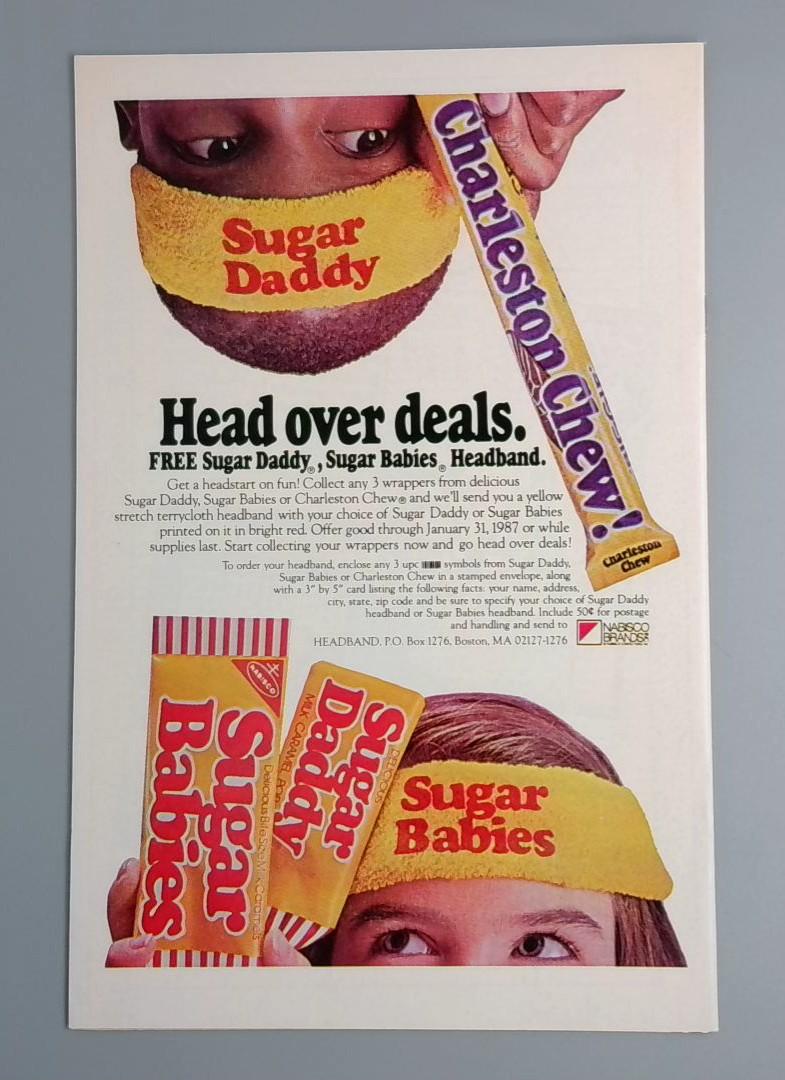 Sugar
Daddy
Charleston Chew!
Charleston
Chew
Head over deals.
FREE Sugar Daddy®, Sugar Babies® Headband.
Get a headstart on fun! Collect any 3 wrappers from delicious
Sugar Daddy, Sugar Babies or Charleston Chew® and we'll send you a yellow
stretch terrycloth headband with your choice of Sugar Daddy or Sugar Babies
printed on it in bright red. Offer good through January 31, 1987 or while
supplies last. Start collecting your wrappers now and go head over deals!
To order your headband, enclose any 3 upc symbols from Sugar Daddy,
Sugar Babies or Charleston Chew in a stamped envelope, along
with a 3" by 5" card listing the following facts: your name, address,
city, state, zip code and be sure to specify your choice of Sugar Daddy
headband or Sugar Babies headband. Include 50¢ for postage
and handling and send to
HEADBAND, P.O. Box 1276, Boston, MA 02127-1276
NABISCO
BRANDS
NABISCO
Sugar
Babies
Delicious Bite Size Milk Caramels
DELICIOUS
Sugar
Daddy
MILK CARAMEL POP
Sugar
Babies